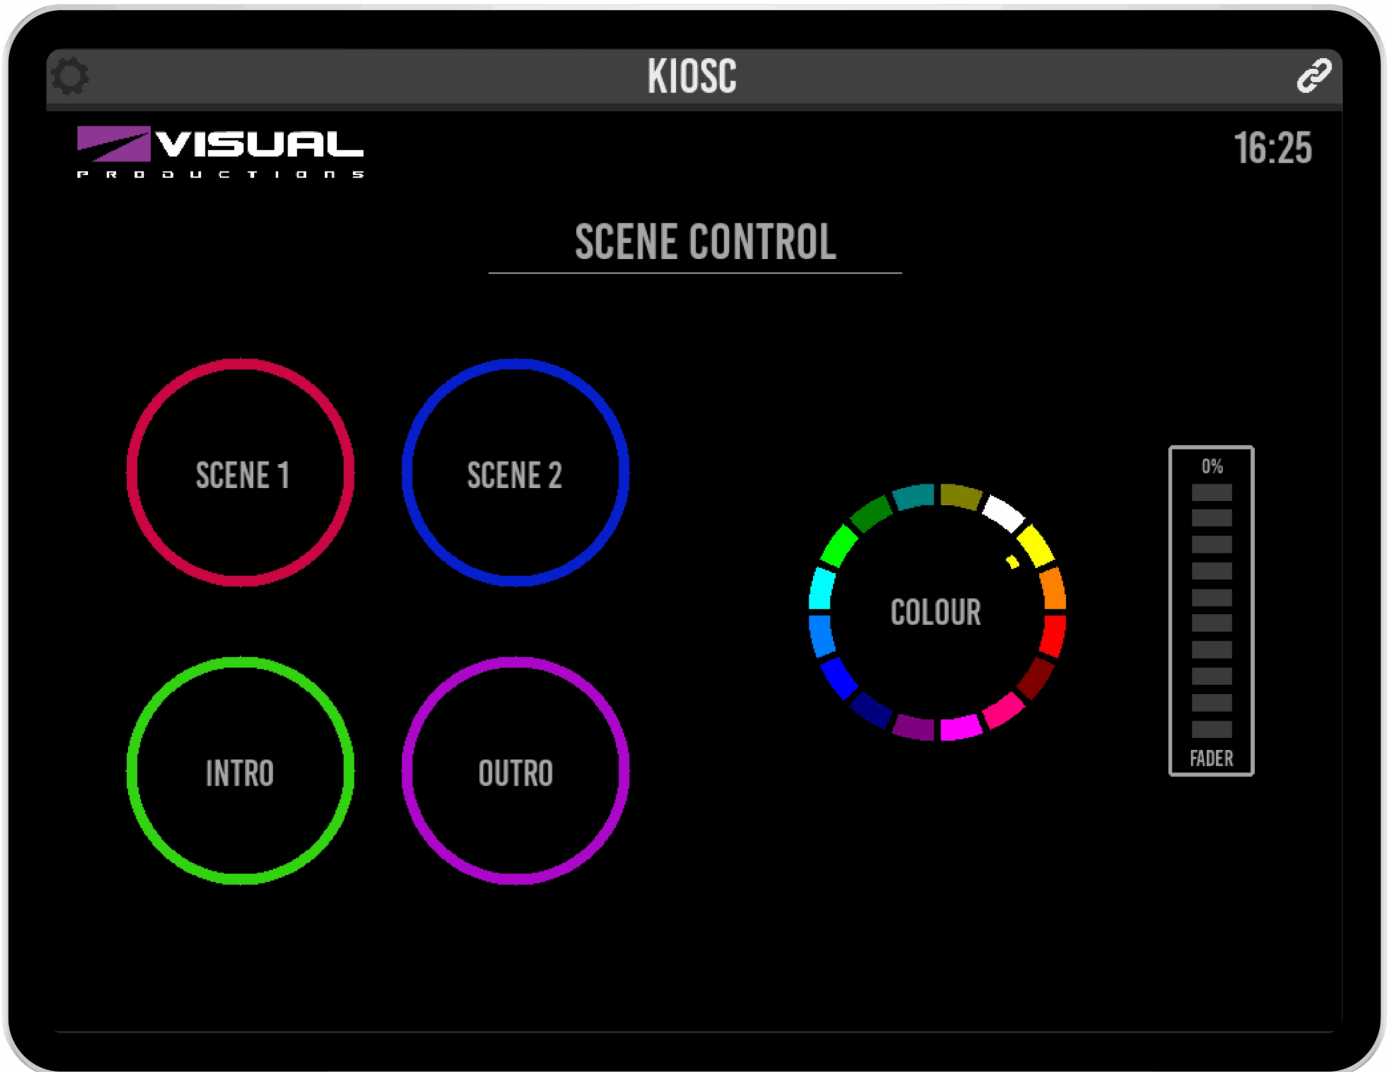 KIOSC
VISUAL
PRODUCTIONS
16:25
SCENE CONTROL
SCENE 1
SCENE 2
0%
COLOUR
FADER
INTRO
OUTRO